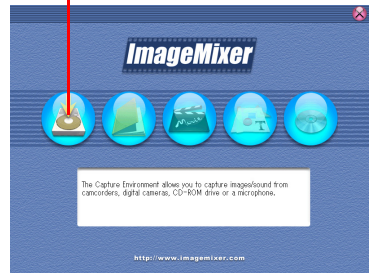 ImageMixer
Movie
T
The Capture Environment allows you to capture images/sound from
camcorders, digital cameras, CD-ROM drive or a microphone.
http://www.imagemixer.com